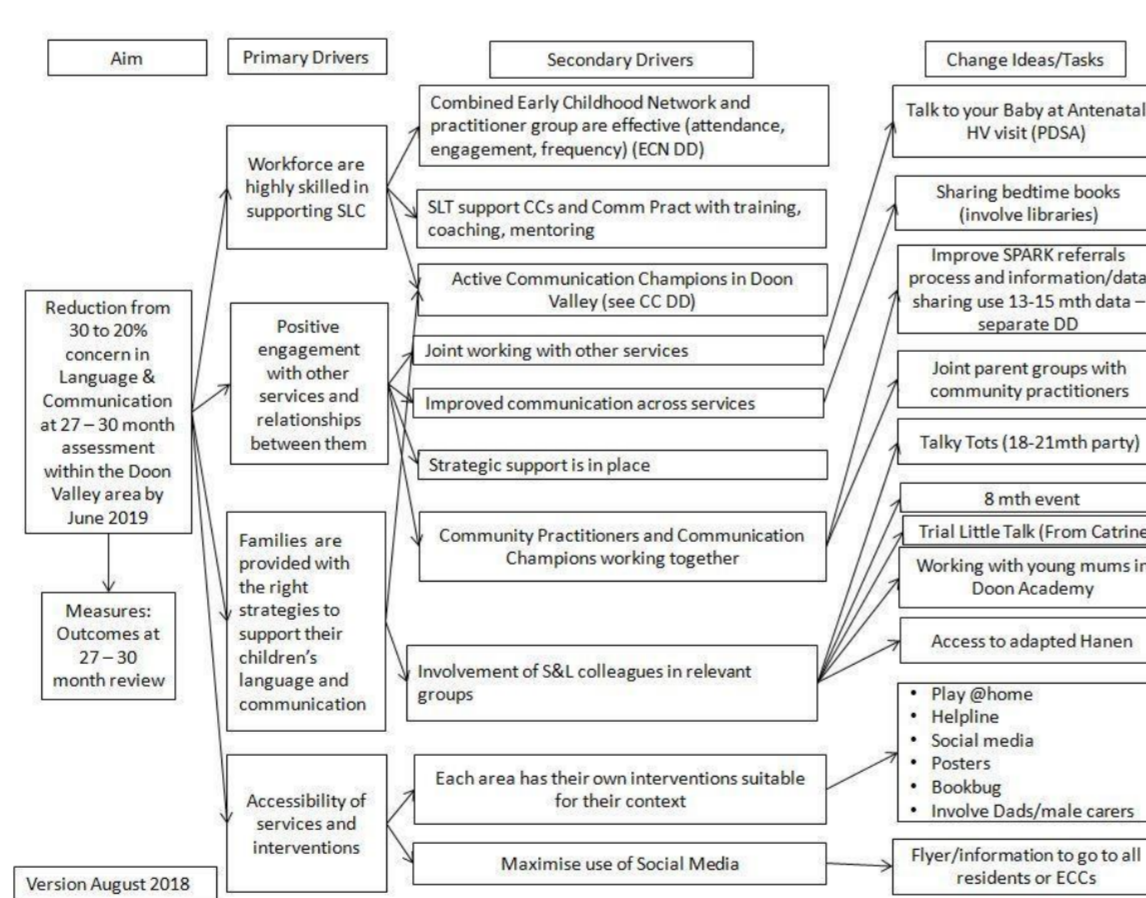 Aim
Primary Drivers
Secondary Drivers
Change Ideas/Tasks
Reduction from
30 to 20%
concern in
Language &
Communication
at 27 – 30 month
assessment
within the Doon
Valley area by
June 2019
Measures:
Outcomes at
27 – 30
month review
Version August 2018
Workforce are
highly skilled in
supporting SLC
Positive
engagement
with other
services and
relationships
between them
Families are
provided with
the right
strategies to
support their
children’s
language and
communication
Accessibility of
services and
interventions
Combined Early Childhood Network and
practitioner group are effective (attendance,
engagement, frequency) (ECN DD)
SLT support CCs and Comm Pract with training,
coaching, mentoring
Active Communication Champions in Doon
Valley (see CC DD)
Joint working with other services
Improved communication across services
Strategic support is in place
Community Practitioners and Communication
Champions working together
Involvement of S&L colleagues in relevant
groups
Each area has their own interventions suitable
for their context
Maximise use of Social Media
Talk to your Baby at Antenatal
HV visit (PDSA)
Sharing bedtime books
(involve libraries)
Improve SPARK referrals
process and information/data
sharing use 13-15 mth data –
separate DD
Joint parent groups with
community practitioners
Talky Tots (18-21mth party)
8 mth event
Trial Little Talk (From Catrine
Working with young mums in
Doon Academy
Access to adapted Hanen
• Play @home
• Helpline
• Social media
• Posters
• Bookbug
• Involve Dads/male carers
Flyer/information to go to all
residents or ECCs